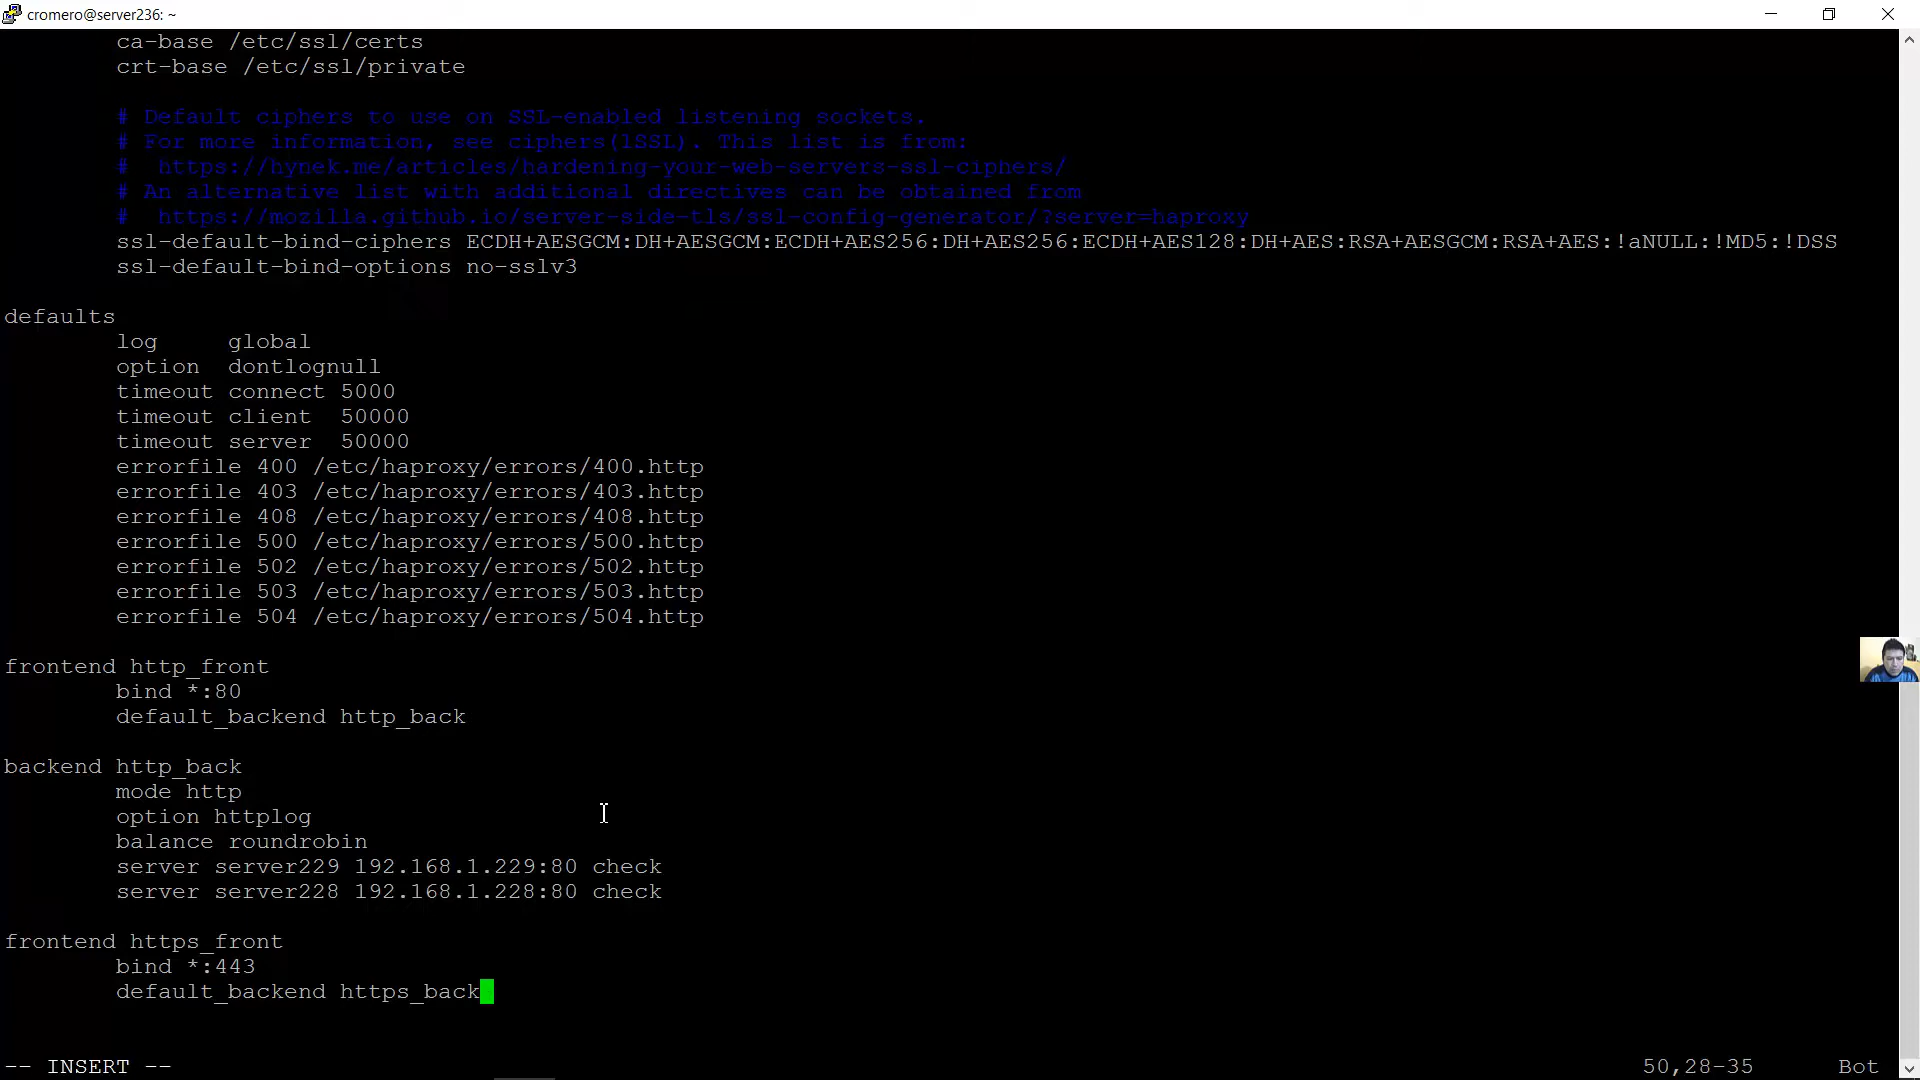 cromero@server236: ~
ca-base /etc/ssl/certs
crt-base /etc/ssl/private
# Default ciphers to use on SSL-enabled listening sockets.
# For more information, see ciphers(1SSL). This list is from:
#  https://hynek.me/articles/hardening-your-web-servers-ssl-ciphers/
# An alternative list with additional directives can be obtained from
#  https://mozilla.github.io/server-side-tls/ssl-config-generator/?server=haproxy
ssl-default-bind-ciphers ECDH+AESGCM:DH+AESGCM:ECDH+AES256:DH+AES256:ECDH+AES128:DH+AES:RSA+AESGCM:RSA+AES:!aNULL:!MD5:!DSS
ssl-default-bind-options no-sslv3
defaults
log     global
option  dontlognull
timeout connect 5000
timeout client  50000
timeout server  50000
errorfile 400 /etc/haproxy/errors/400.http
errorfile 403 /etc/haproxy/errors/403.http
errorfile 408 /etc/haproxy/errors/408.http
errorfile 500 /etc/haproxy/errors/500.http
errorfile 502 /etc/haproxy/errors/502.http
errorfile 503 /etc/haproxy/errors/503.http
errorfile 504 /etc/haproxy/errors/504.http
frontend http_front
bind *:80
default_backend http_back
backend http_back
mode http
option httplog
balance roundrobin
server server229 192.168.1.229:80 check
server server228 192.168.1.228:80 check
frontend https_front
bind *:443
default_backend https_back
-- INSERT --
50,28-35
Bot